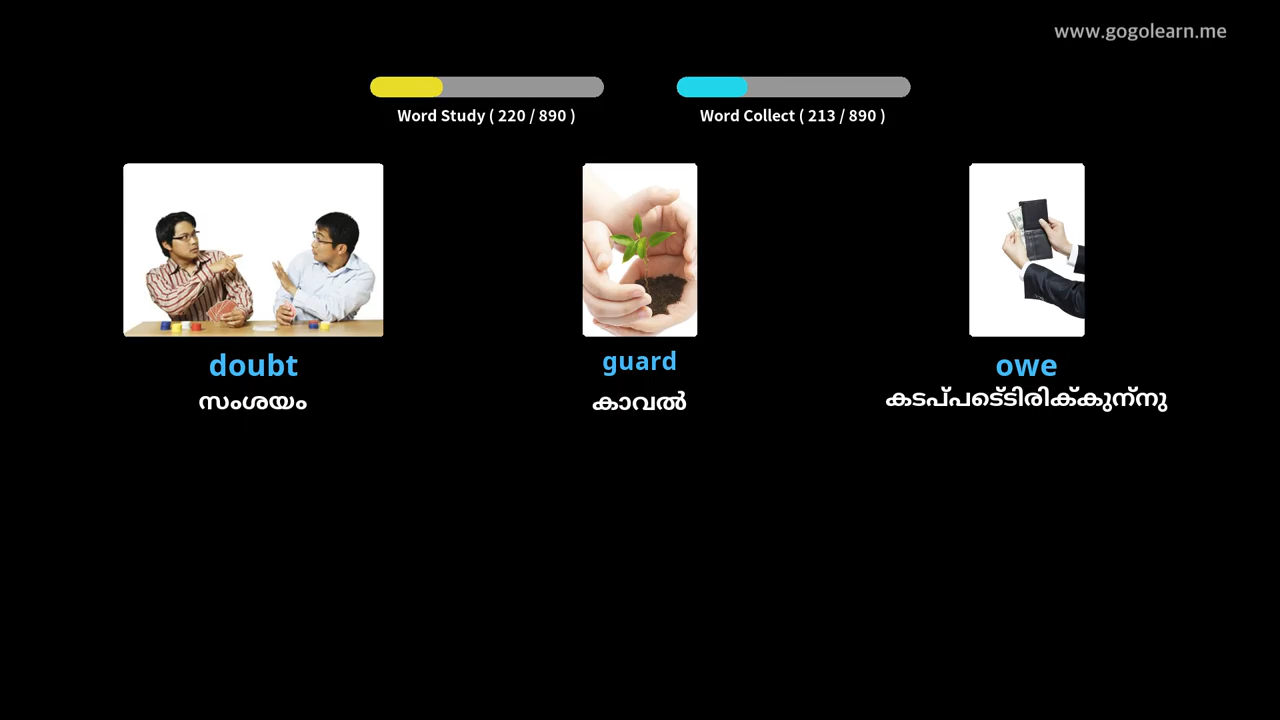 www.gogolearn.me
Word Study ( 220 / 890 )
Word Collect ( 213 / 890 )
doubt
guard
owe
സംശയം
കാവൽ
കടപ്പെട്ടിരിക്കുന്നു